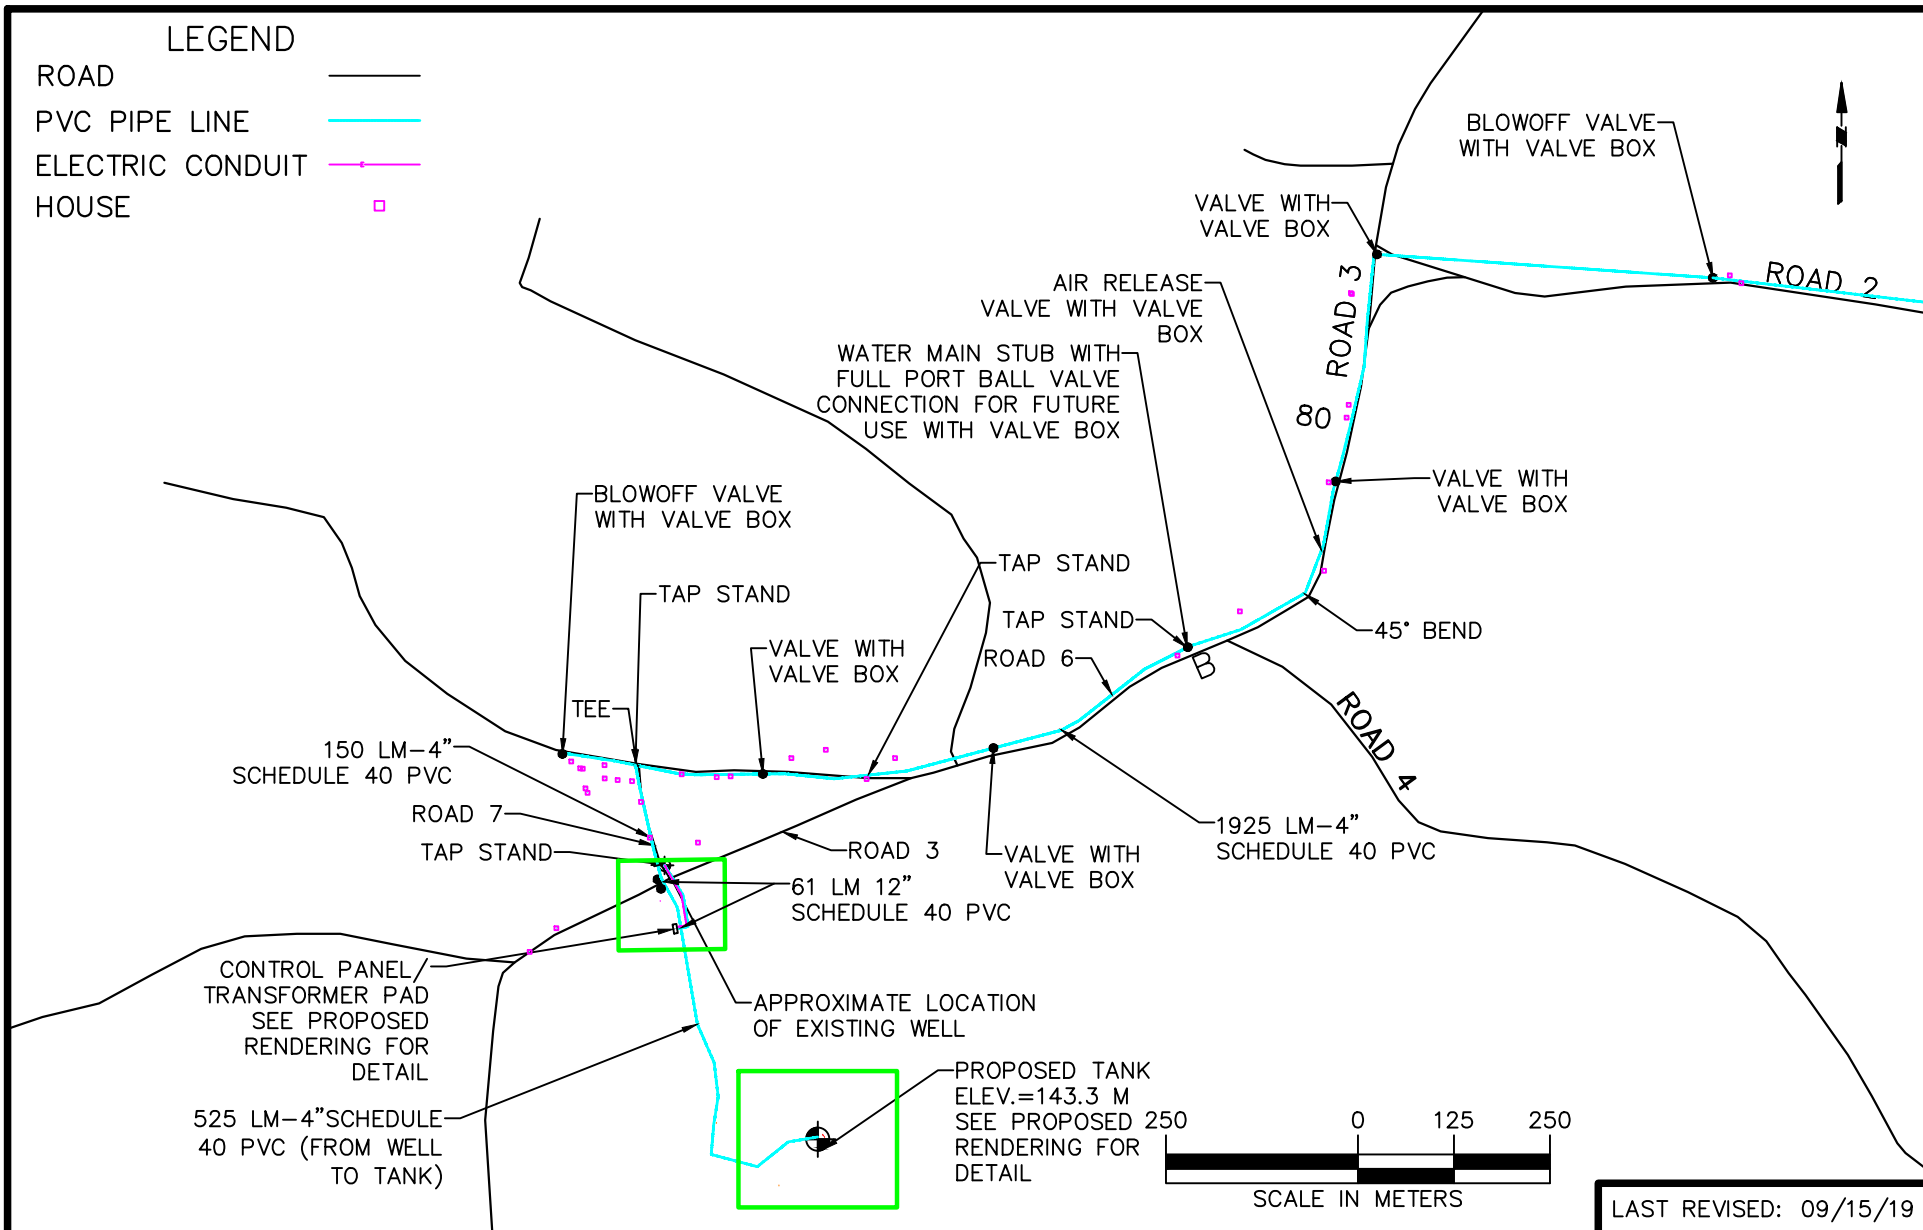 LEGEND
ROAD
PVC PIPE LINE
ELECTRIC CONDUIT
HOUSE
BLOWOFF VALVE
WITH VALVE BOX
N
VALVE WITH
VALVE BOX
ROAD 3
ROAD 2
AIR RELEASE
VALVE WITH VALVE
BOX
WATER MAIN STUB WITH
FULL PORT BALL VALVE
CONNECTION FOR FUTURE
USE WITH VALVE BOX
80
VALVE WITH
VALVE BOX
BLOWOFF VALVE
WITH VALVE BOX
TAP STAND
TAP STAND
TAP STAND
45° BEND
VALVE WITH
VALVE BOX
ROAD 6
B
ROAD 4
TEE
150 LM-4"
SCHEDULE 40 PVC
ROAD 7
TAP STAND
ROAD 3
1925 LM-4"
SCHEDULE 40 PVC
VALVE WITH
VALVE BOX
61 LM 12"
SCHEDULE 40 PVC
CONTROL PANEL/
TRANSFORMER PAD
SEE PROPOSED
RENDERING FOR
DETAIL
APPROXIMATE LOCATION
OF EXISTING WELL
525 LM-4"SCHEDULE
40 PVC (FROM WELL
TO TANK)
PROPOSED TANK
ELEV.=143.3 M
SEE PROPOSED
RENDERING FOR
DETAIL
250 0 125 250
SCALE IN METERS
LAST REVISED: 09/15/19